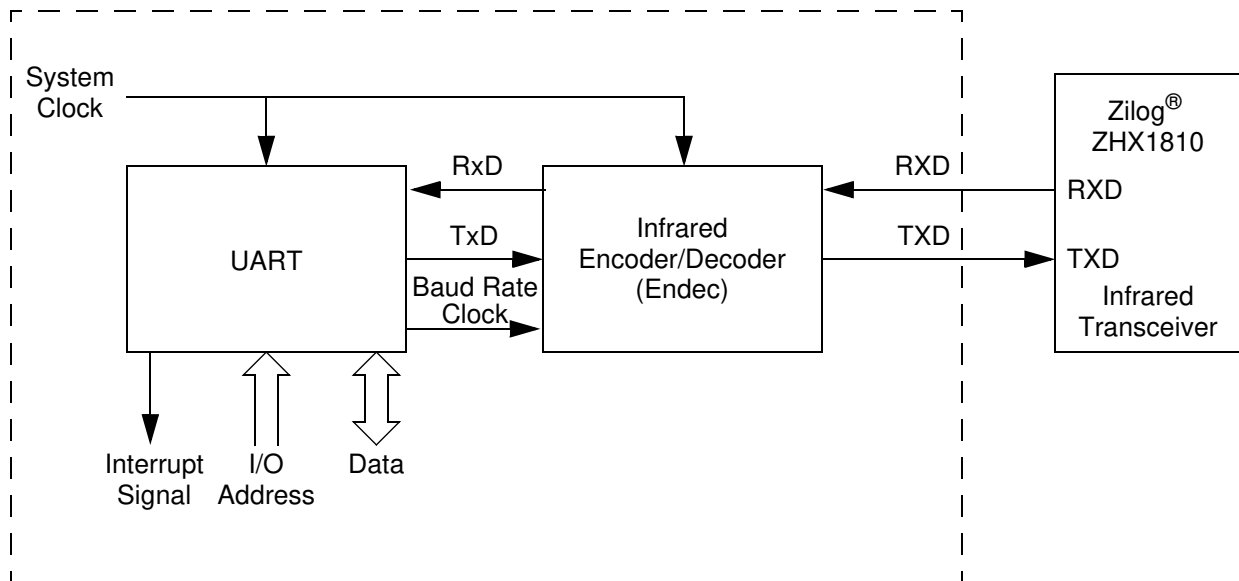 System
Clock
Zilog®
ZHX1810
RxD
RXD
RXD
UART
TxD
Infrared
Encoder/Decoder
(Endec)
TXD
TXD
Baud Rate
Clock
Infrared
Transceiver
Interrupt
Signal
I/O
Address
Data